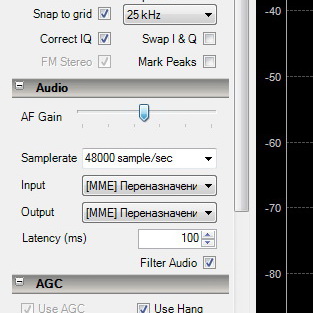 Snap to grid 25 kHz
Correct IQ Swap I & Q
FM Stereo Mark Peaks
Audio
AF Gain
Samplerate 48000 sample/sec
Input [MME] Переназначени
Output [MME] Переназначени
Latency (ms) 100
Filter Audio
AGC
Use AGC Use Hang
-40
-50
-60
-70
-80